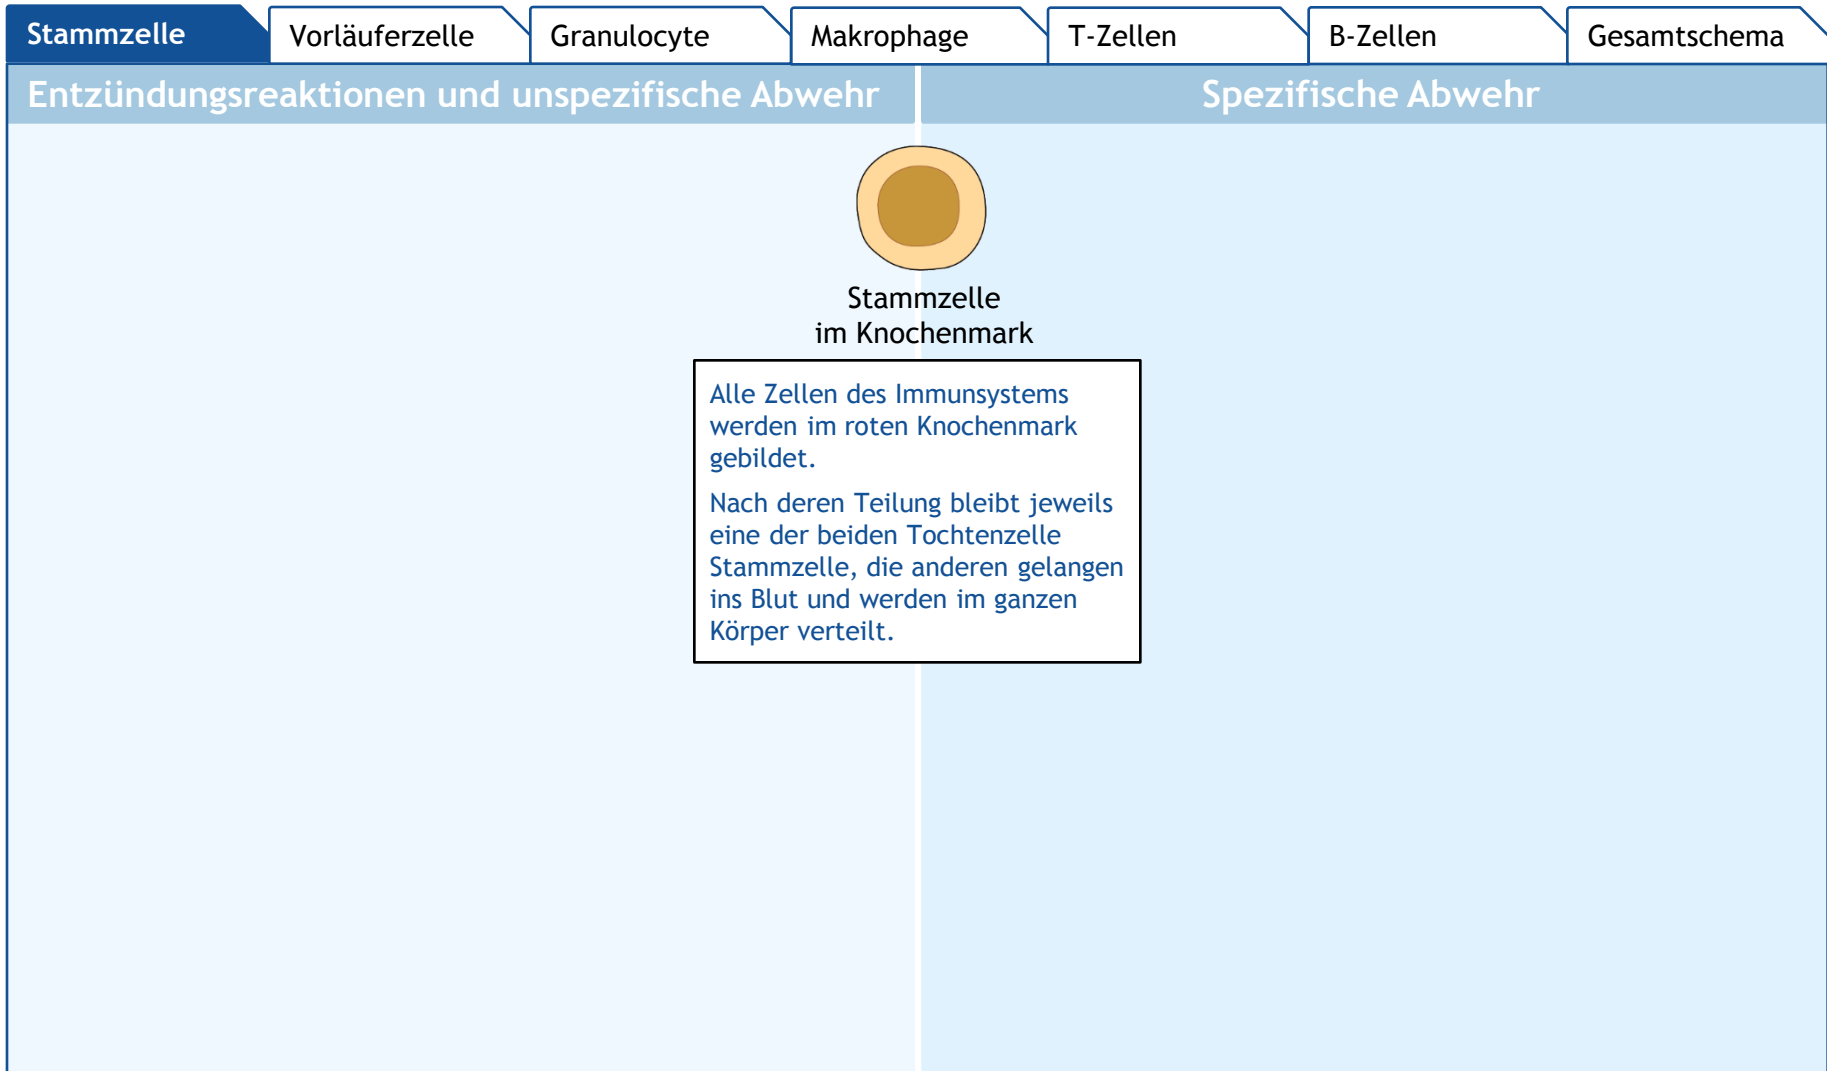 Stammzelle
Vorläuferzelle
Granulocyte
Makrophage
T-Zellen
B-Zellen
Gesamtschema
Entzündungsreaktionen und unspezifische Abwehr
Spezifische Abwehr
Stammzelle
im Knochenmark
Alle Zellen des Immunsystems
werden im roten Knochenmark
gebildet.
Nach deren Teilung bleibt jeweils
eine der beiden Tochtenzelle
Stammzelle, die anderen gelangen
ins Blut und werden im ganzen
Körper verteilt.